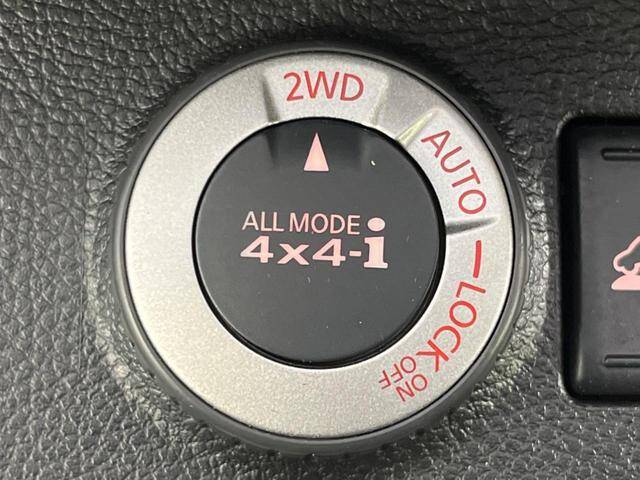 2WD
AUTO
LOCK
ON
OFF
ALL MODE
4x4-i